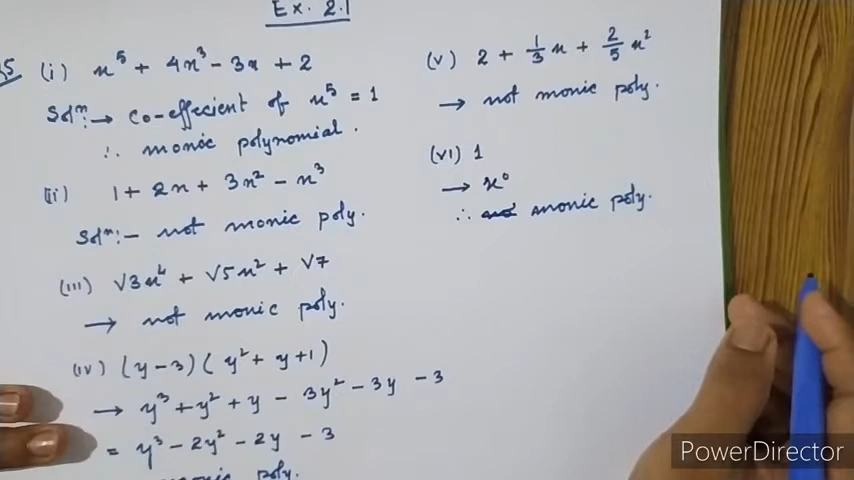 Ex. 2.1
(i) x⁵ + 4x³ - 3x + 2
Solⁿ:→ co-effecient of x⁵ = 1
∴ monic polynomial.
(ii) 1 + 2x + 3x² - x³
Solⁿ:- not monic poly.
(iii) √3x⁴ + √5x² + √7
→ not monic poly.
(iv) (y-3)(y² + y + 1)
→ y³ + y² + y - 3y² - 3y - 3
= y³ - 2y² - 2y - 3
monic poly.
(v) 2 + 1/3 x + 2/5 x²
→ not monic poly.
(vi) 1
→ x⁰
∴ monic poly.
PowerDirector